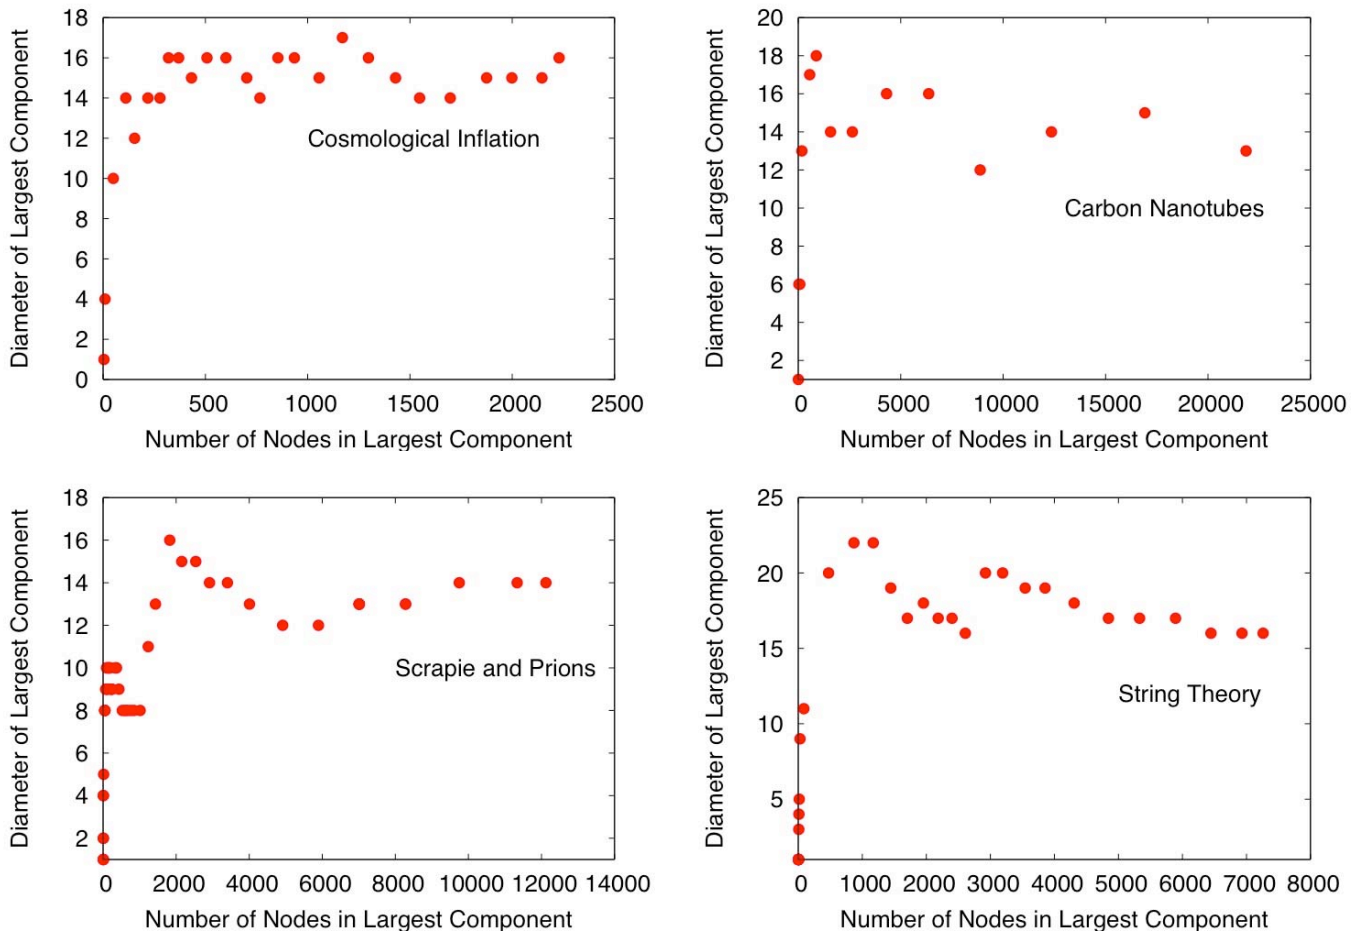 18
16
14
12
10
8
6
4
2
0
Diameter of Largest Component
Cosmological Inflation
0 500 1000 1500 2000 2500
Number of Nodes in Largest Component
20
18
16
14
12
10
8
6
4
2
Diameter of Largest Component
Carbon Nanotubes
0 5000 10000 15000 20000 25000
Number of Nodes in Largest Component
18
16
14
12
10
8
6
4
2
Diameter of Largest Component
Scrapie and Prions
0 2000 4000 6000 8000 10000 12000 14000
Number of Nodes in Largest Component
25
20
15
10
5
Diameter of Largest Component
String Theory
0 1000 2000 3000 4000 5000 6000 7000 8000
Number of Nodes in Largest Component